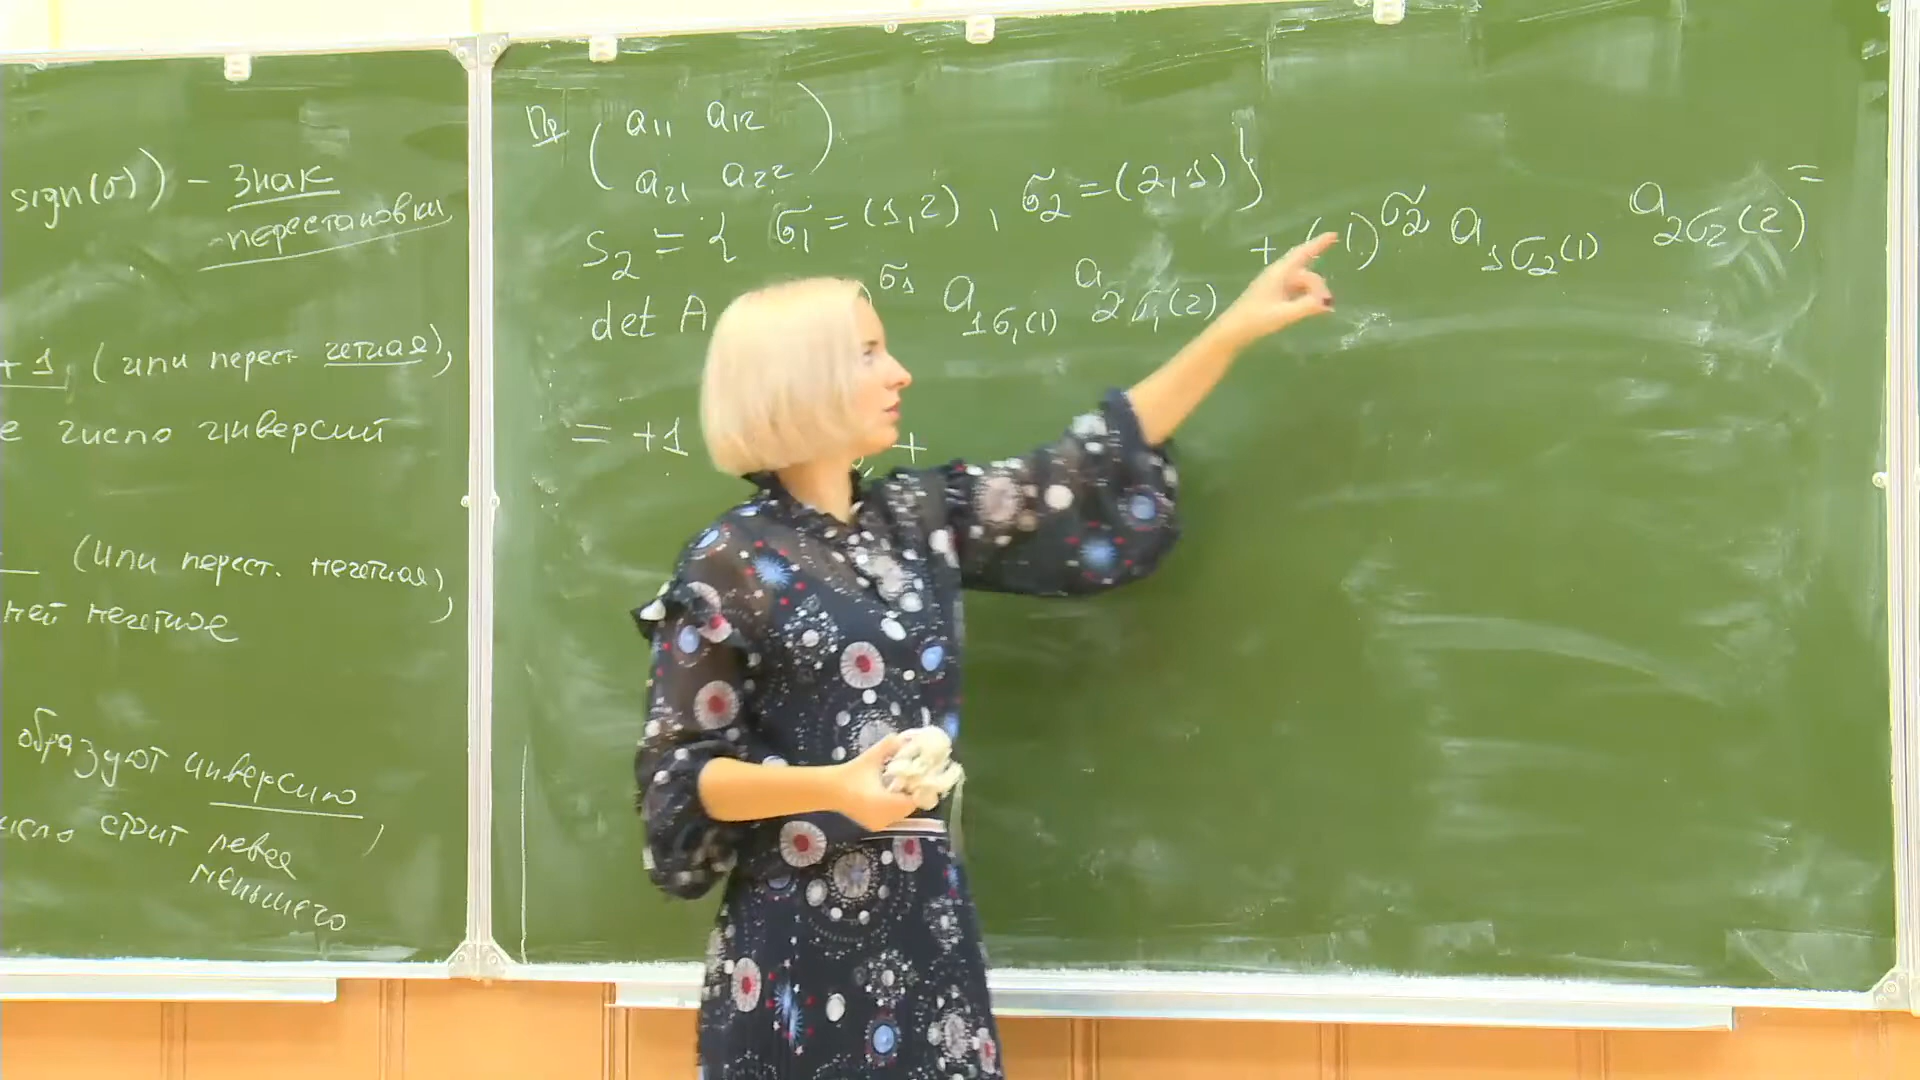 sign(σ)) – Знак
перестановки
+1, (или перест четная),
е число инверсий
(или перест. нечетная),
ней нечетное
образуют инверсию,
число стоит левее
меньшего
Пр ( a11 a12
a21 a22 )
S2 = { σ1 = (1,2), σ2 = (2,1) }
det A σ1 a1σ1(1) a2σ1(2) + (-1)^σ2 a1σ2(1) a2σ2(2) =
= +1 +